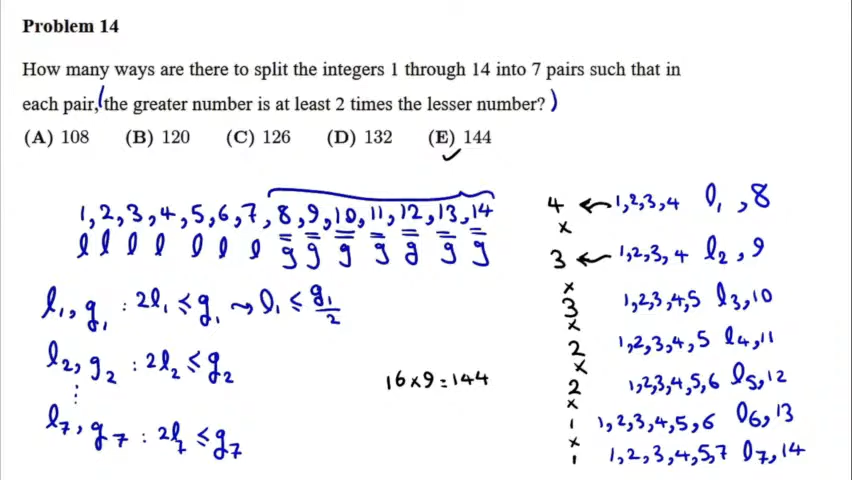 Problem 14
How many ways are there to split the integers 1 through 14 into 7 pairs such that in
each pair, (the greater number is at least 2 times the lesser number? )
(A) 108 (B) 120 (C) 126 (D) 132 (E) 144
1, 2, 3, 4, 5, 6, 7, 8, 9, 10, 11, 12, 13, 14
l l l l l l l g g g g g g g
l₁, g₁ : 2l₁ ≤ g₁ ⇝ l₁ ≤ g₁/2
l₂, g₂ : 2l₂ ≤ g₂
⋮
l₇, g₇ : 2l₇ ≤ g₇
16 × 9 = 144
4 ← 1, 2, 3, 4 l₁, 8
×
3 ← 1, 2, 3, 4 l₂, 9
×
3 1, 2, 3, 4, 5 l₃, 10
×
2 1, 2, 3, 4, 5 l₄, 11
×
2 1, 2, 3, 4, 5, 6 l₅, 12
×
1 1, 2, 3, 4, 5, 6 l₆, 13
×
1 1, 2, 3, 4, 5, 7 l₇, 14